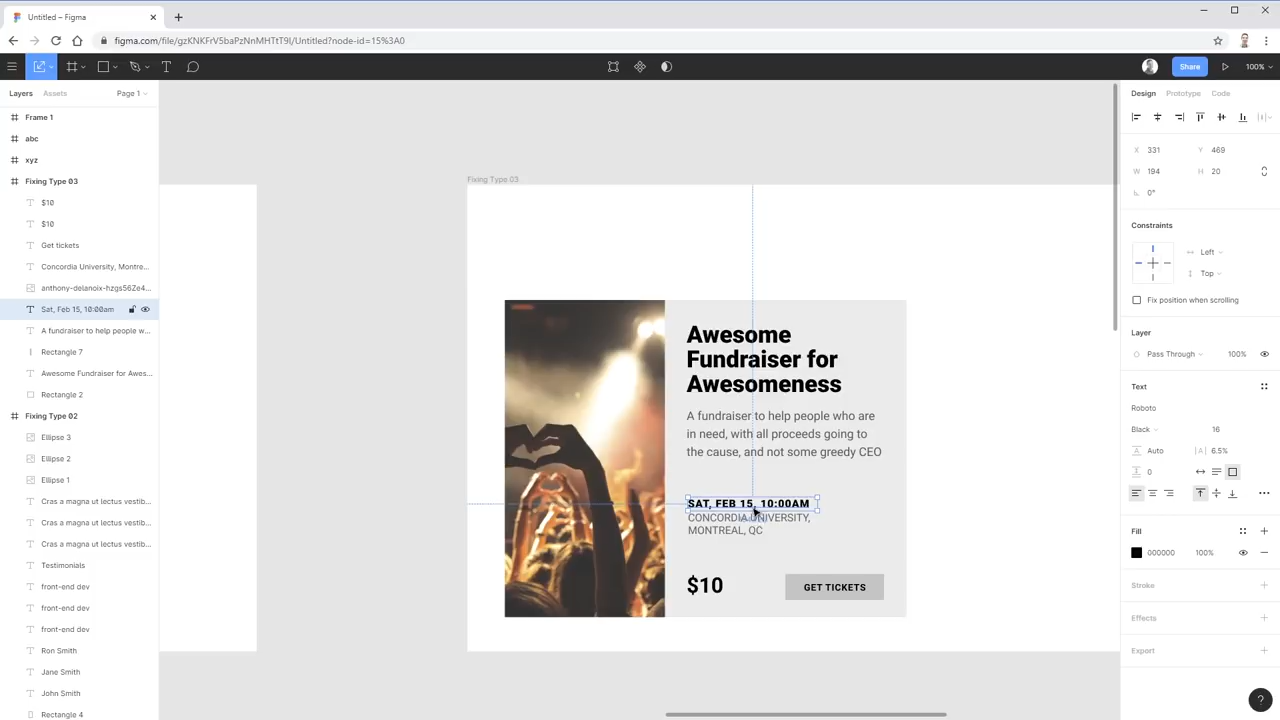 Untitled – Figma
figma.com/file/gzKNKFrV5baPzNnMHTtT9I/Untitled?node-id=15%3A0
Share
100%
Layers
Assets
Page 1
Frame 1
abc
xyz
Fixing Type 03
$10
$10
Get tickets
Concordia University, Montre...
anthony-delanoix-hzgs56Ze4...
Sat, Feb 15, 10:00am
A fundraiser to help people w...
Rectangle 7
Awesome Fundraiser for Awes...
Rectangle 2
Fixing Type 02
Ellipse 3
Ellipse 2
Ellipse 1
Cras a magna ut lectus vestib...
Cras a magna ut lectus vestib...
Cras a magna ut lectus vestib...
Testimonials
front-end dev
front-end dev
front-end dev
Ron Smith
Jane Smith
John Smith
Rectangle 4
Fixing Type 03
Awesome
Fundraiser for
Awesomeness
A fundraiser to help people who are
in need, with all proceeds going to
the cause, and not some greedy CEO
SAT, FEB 15, 10:00AM
CONCORDIA UNIVERSITY,
MONTREAL, QC
$10
GET TICKETS
Design
Prototype
Code
X 331
Y 469
W 194
H 20
0°
Constraints
Left
Top
Fix position when scrolling
Layer
Pass Through
100%
Text
Roboto
Black
16
Auto
|A| 6.5%
0
Fill
000000
100%
Stroke
Effects
Export
?